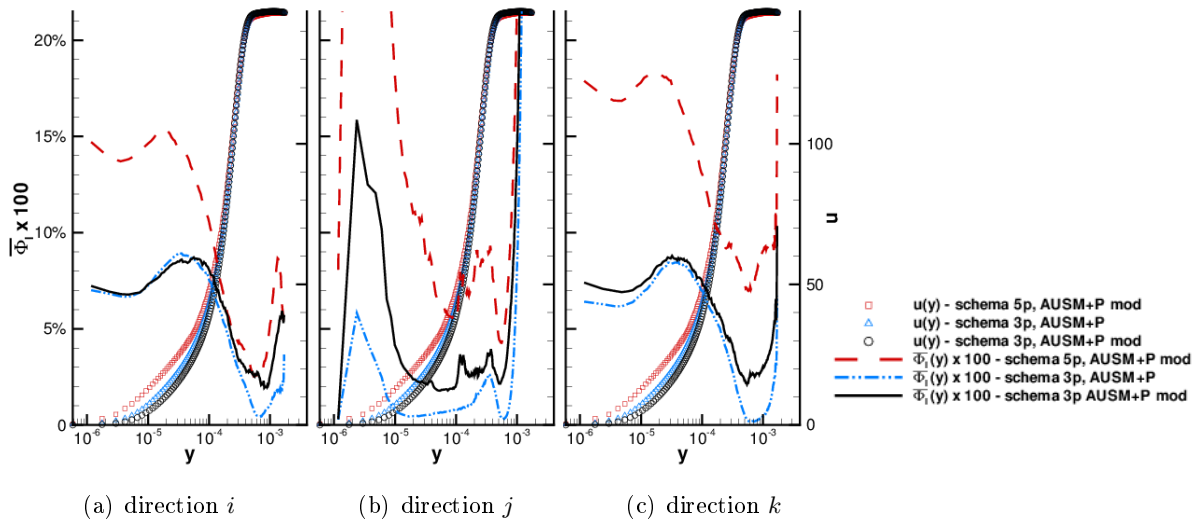 20%
15%
10%
5%
0
Φ̅ₗ x 100
10⁻⁶ 10⁻⁵ 10⁻⁴ 10⁻³
y
10⁻⁶ 10⁻⁵ 10⁻⁴ 10⁻³
y
10⁻⁶ 10⁻⁵ 10⁻⁴ 10⁻³
y
100
50
0
u
u(y) - schema 5p, AUSM+P mod
u(y) - schema 3p, AUSM+P
u(y) - schema 3p, AUSM+P mod
Φ̅ₗ(y) x 100 - schema 5p, AUSM+P mod
Φ̅ₗ(y) x 100 - schema 3p, AUSM+P
Φ̅ₗ(y) x 100 - schema 3p AUSM+P mod
(a) direction i
(b) direction j
(c) direction k